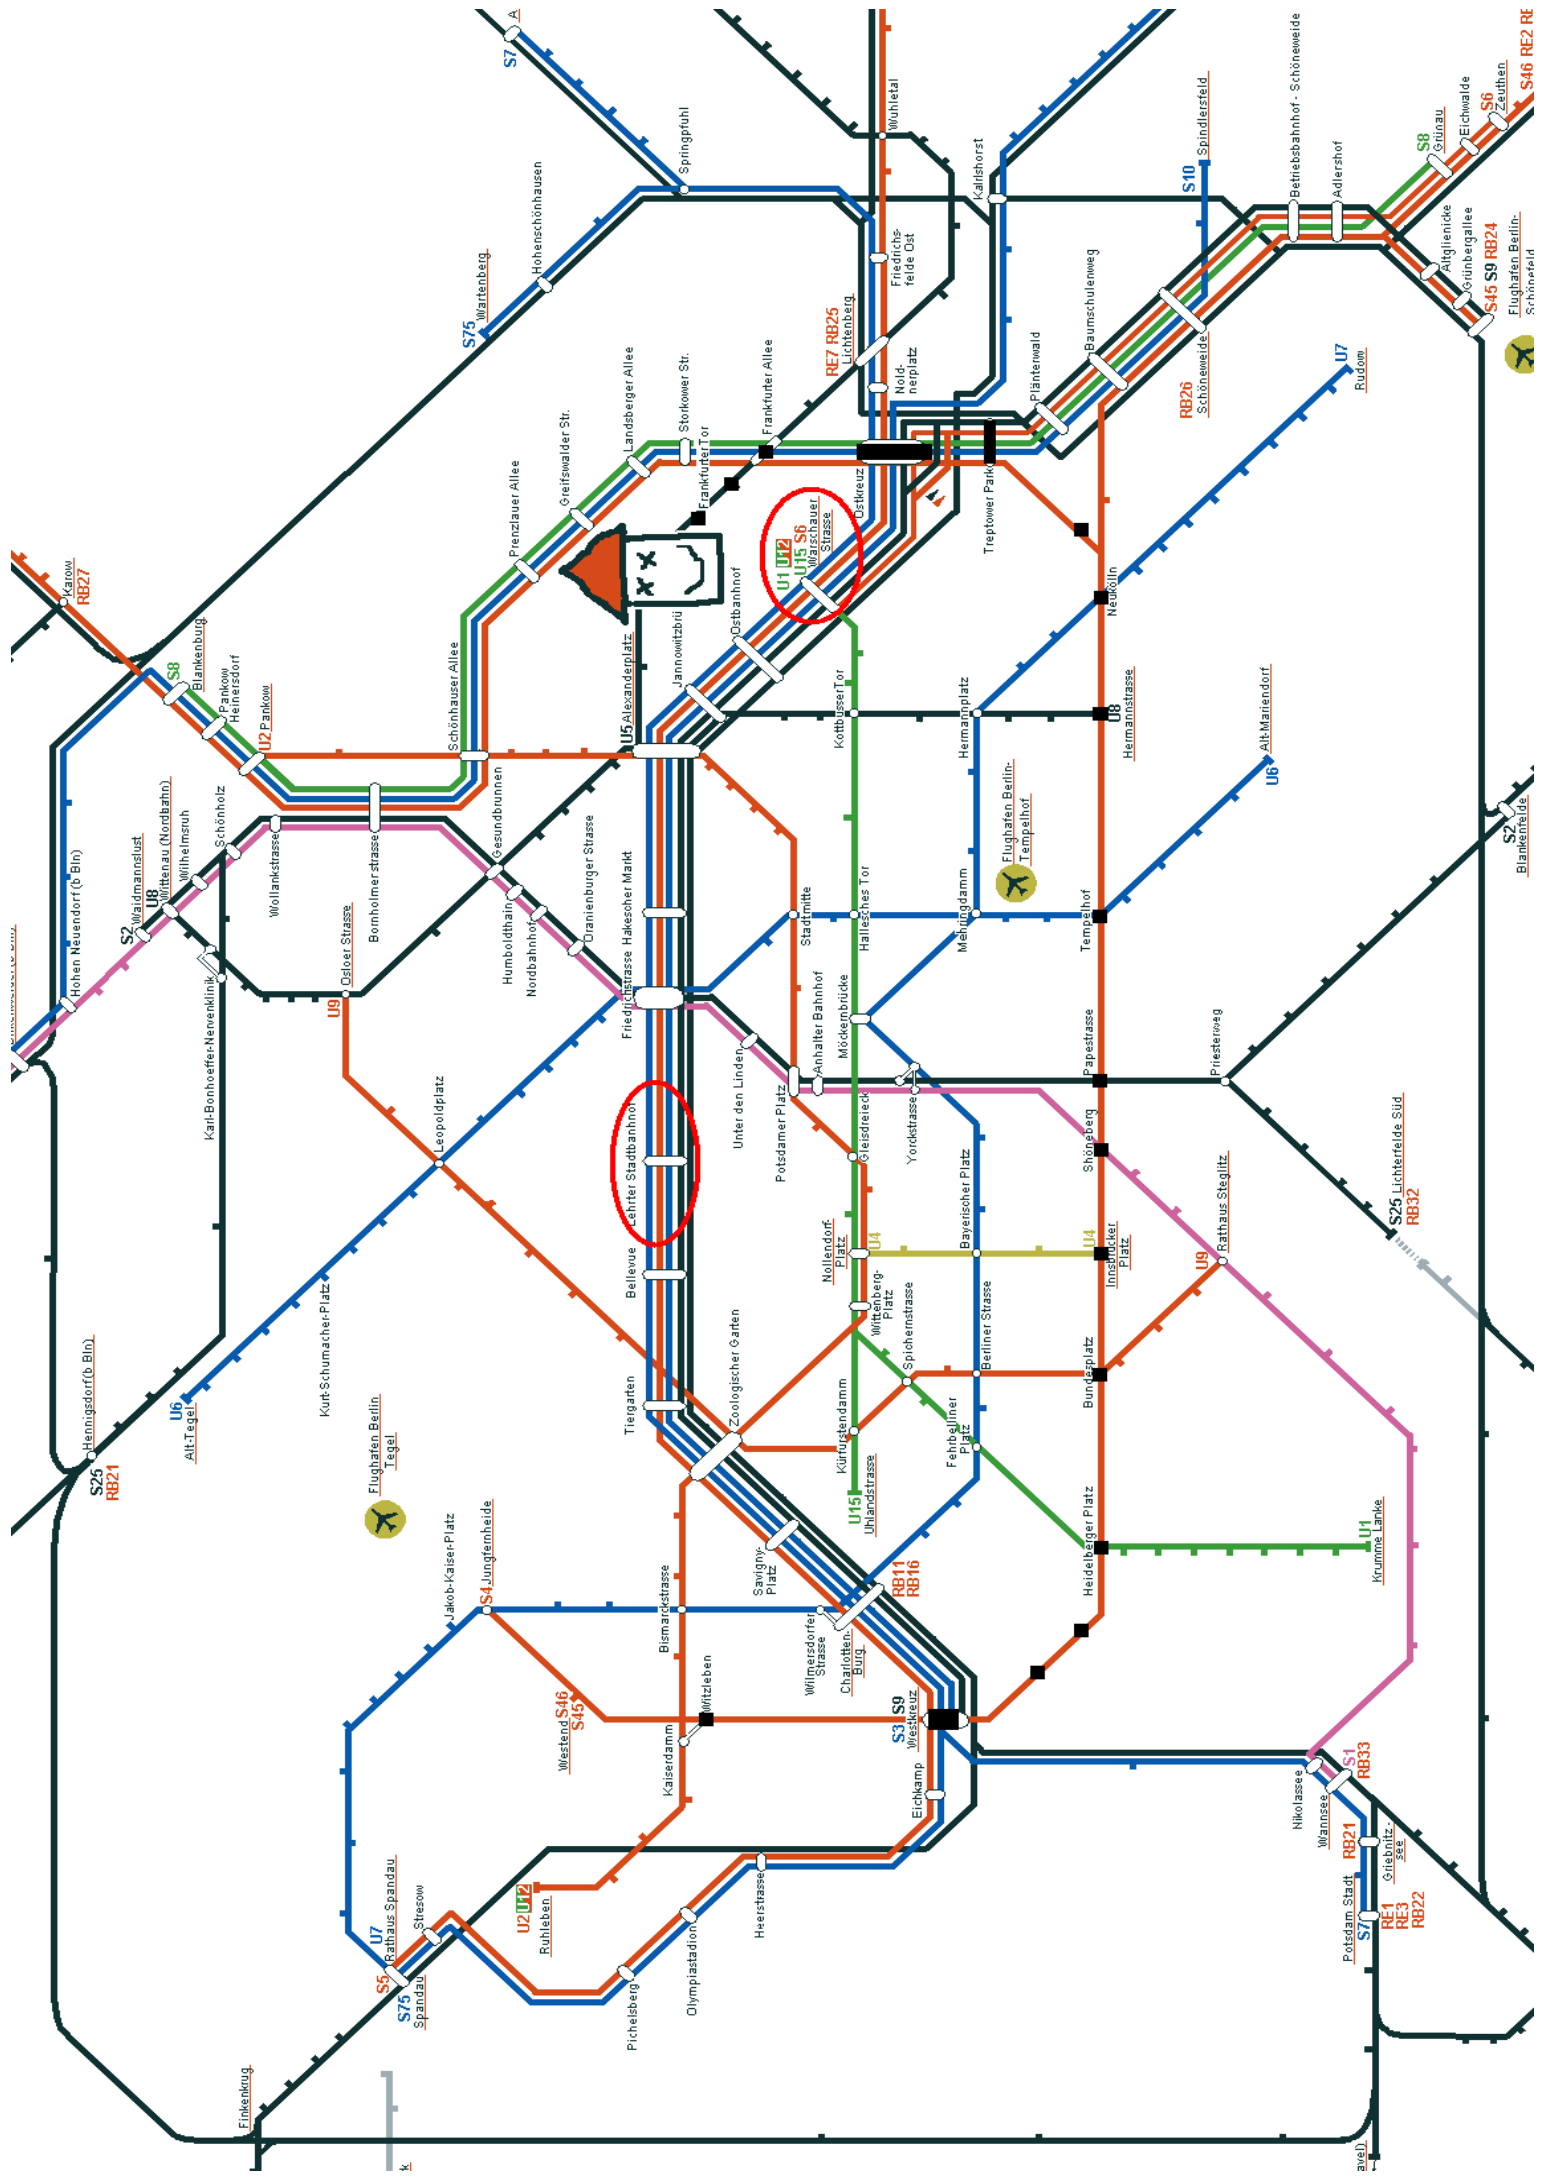 S7
A
Springpfuhl
Wuhletal
Karlshorst
S10
Spindlersfeld
Betriebsbahnhof - Schöneweide
Adlershof
S8
Grünau
Eichwalde
S6
Zeuthen
S46 RE2 RE
Hohenschönhausen
S75
Wartenberg
Friedrichs-
felde Ost
RE7 RB25
Lichtenberg
Nold-
nerplatz
Altglienicke
Grünbergallee
S45 S9 RB24
Flughafen Berlin-
Schönefeld
Baumschulenweg
Plänterwald
RB26
Schöneweide
U7
Rudow
Landsberger Allee
Storkower Str.
Frankfurter Allee
Frankfurter Tor
Greifswalder Str.
Prenzlauer Allee
Ostkreuz
Treptower Park
U1 U12
U15 S6
Warschauer
Strasse
Ostbanhnof
Jannowitzbrü
U5 Alexanderplatz
Schönhauser Allee
Karow
RB27
S8
Blankenburg
Pankow
Heinersdorf
U2 Pankow
KottbusserTor
Hermannplatz
Neukölln
U8
Hermannstrasse
Alt-Mariendorf
U6
S2
Blankenfelde
Flughafen Berlin-
Tempelhof
Tempelhof
Mehringdamm
Hallesches Tor
Stadtmitte
Hakescher Markt
Friedrichstrasse
Oranienburger Strasse
Nordbahnhof
Humboldthain
Gesundbrunnen
Bornholmerstrasse
Wollankstrasse
Schönholz
Wilhelmsruh
Wittenau (Nordbahn)
U8
Waidmannslust
S2
Hohen Neuendorf (b Bln)
Karl-Bonhoeffer-Nervenklinik
Osloer Strasse
U9
Leopoldplatz
Unter den Linden
Potsdamer Platz
Anhalter Bahnhof
Möckernbrücke
Gleisdreieck
Yorckstrasse
Papestrasse
Shöneberg
Priesterweg
S25 Lichterfelde Süd
RB32
Lehrter Stadtbanhnof
Bellevue
Tiergarten
Zoologischer Garten
Nollendorf-
Platz
U4
Wittenberg-
Platz
Bayerischer Platz
U4
Innsbrücker
Platz
Rathaus Steglitz
U9
Spichernstrasse
Berliner Strasse
Bundesplatz
Kürfurstendamm
Fehrbelliner
Platz
U15
Uhlandstrasse
Heidelberger Platz
U1
Krumme Lanke
Kurt-Schumacher-Platz
U6
Alt-Tegel
Hennigsdorf(b Bln)
S25
RB21
Flughafen Berlin
Tegel
Jakob-Kaiser-Platz
S4 Jungfernheide
Bismarckstrasse
Savigny-
Platz
Wilmersdorfer
Strasse
Charlotten-
Burg
RB11
RB16
Westend S46
S45
Witzleben
Kaiserdamm
S3 S9
Westkreuz
Eichkamp
Heerstrasse
Olympiastadion
Pichelsberg
U2 U12
Ruhleben
U7
Rathaus Spandau
Stresow
S5
S75
Spandau
Nikolassee
Wannsee
S1
RB33
RB21
Griebnitz -
see
Potsdam Stadt
S7
RE1
RE3
RB22
Finkenkrug